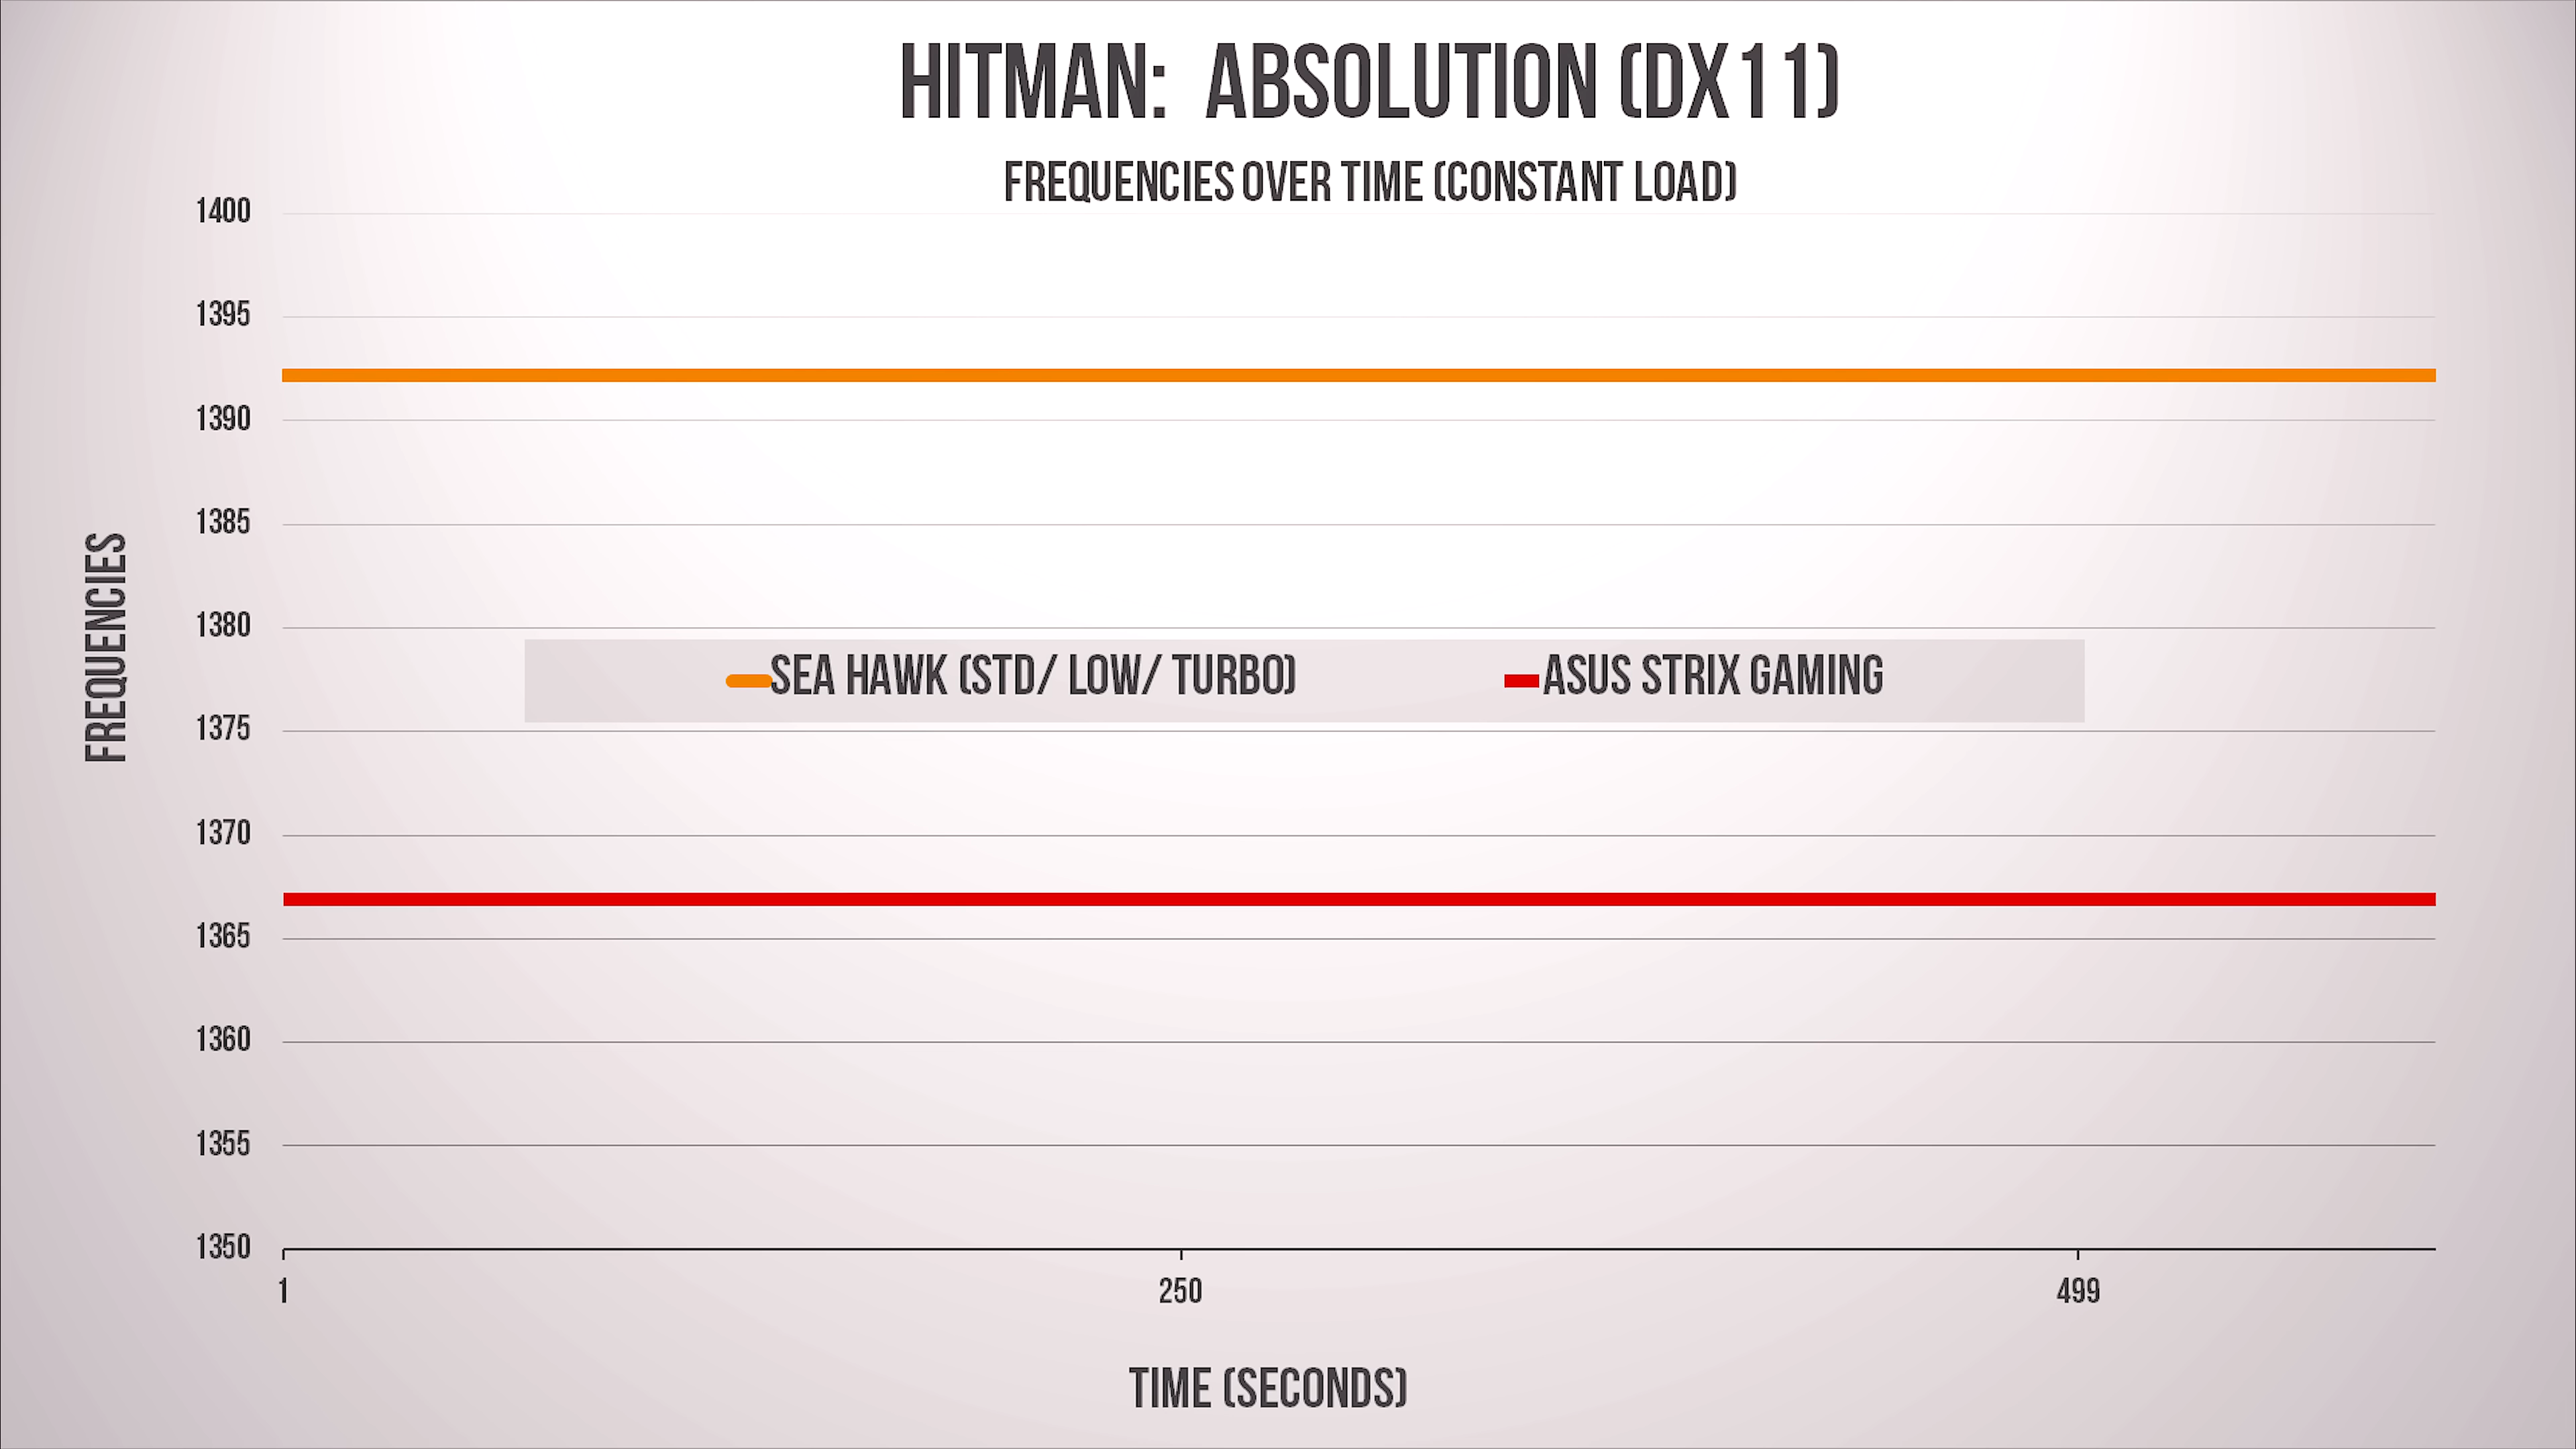 HITMAN: ABSOLUTION (DX11)
FREQUENCIES OVER TIME (CONSTANT LOAD)
1400
1395
1390
1385
1380
1375
1370
1365
1360
1355
1350
FREQUENCIES
SEA HAWK (STD/ LOW/ TURBO) ASUS STRIX GAMING
1 250 499
TIME (SECONDS)